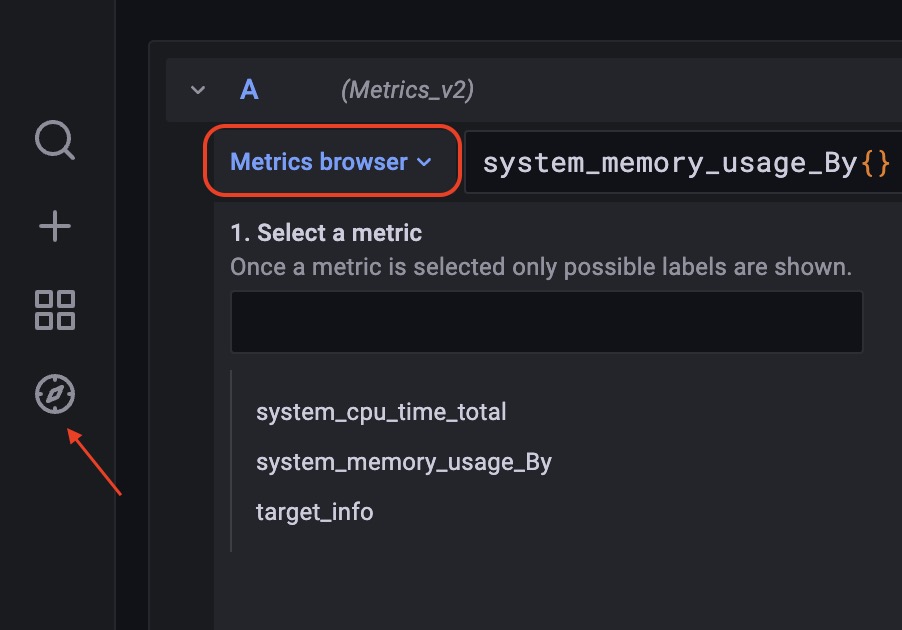 A (Metrics_v2)
Metrics browser system_memory_usage_By{}
1. Select a metric
Once a metric is selected only possible labels are shown.
system_cpu_time_total
system_memory_usage_By
target_info